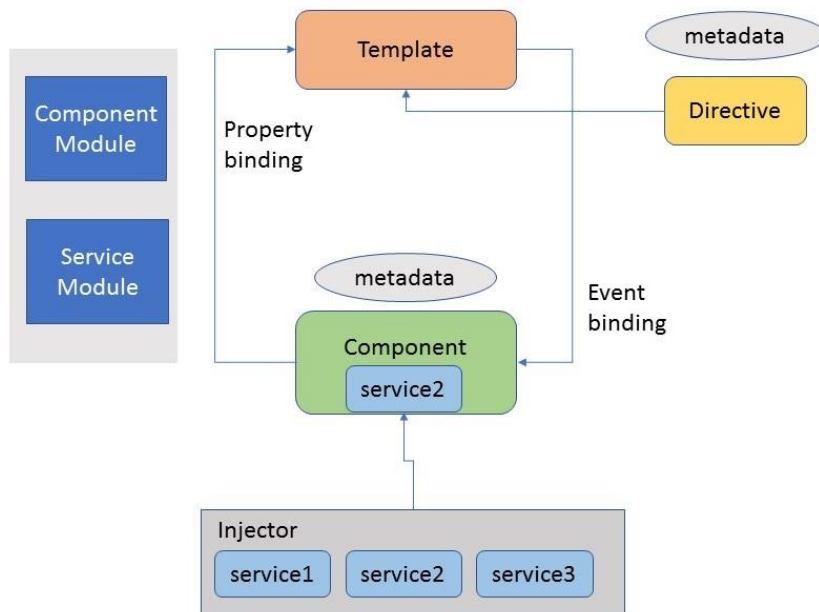 metadata
Template
Directive
Component
Module
Property
binding
Service
Module
metadata
Event
binding
Component
service2
Injector
service1
service2
service3